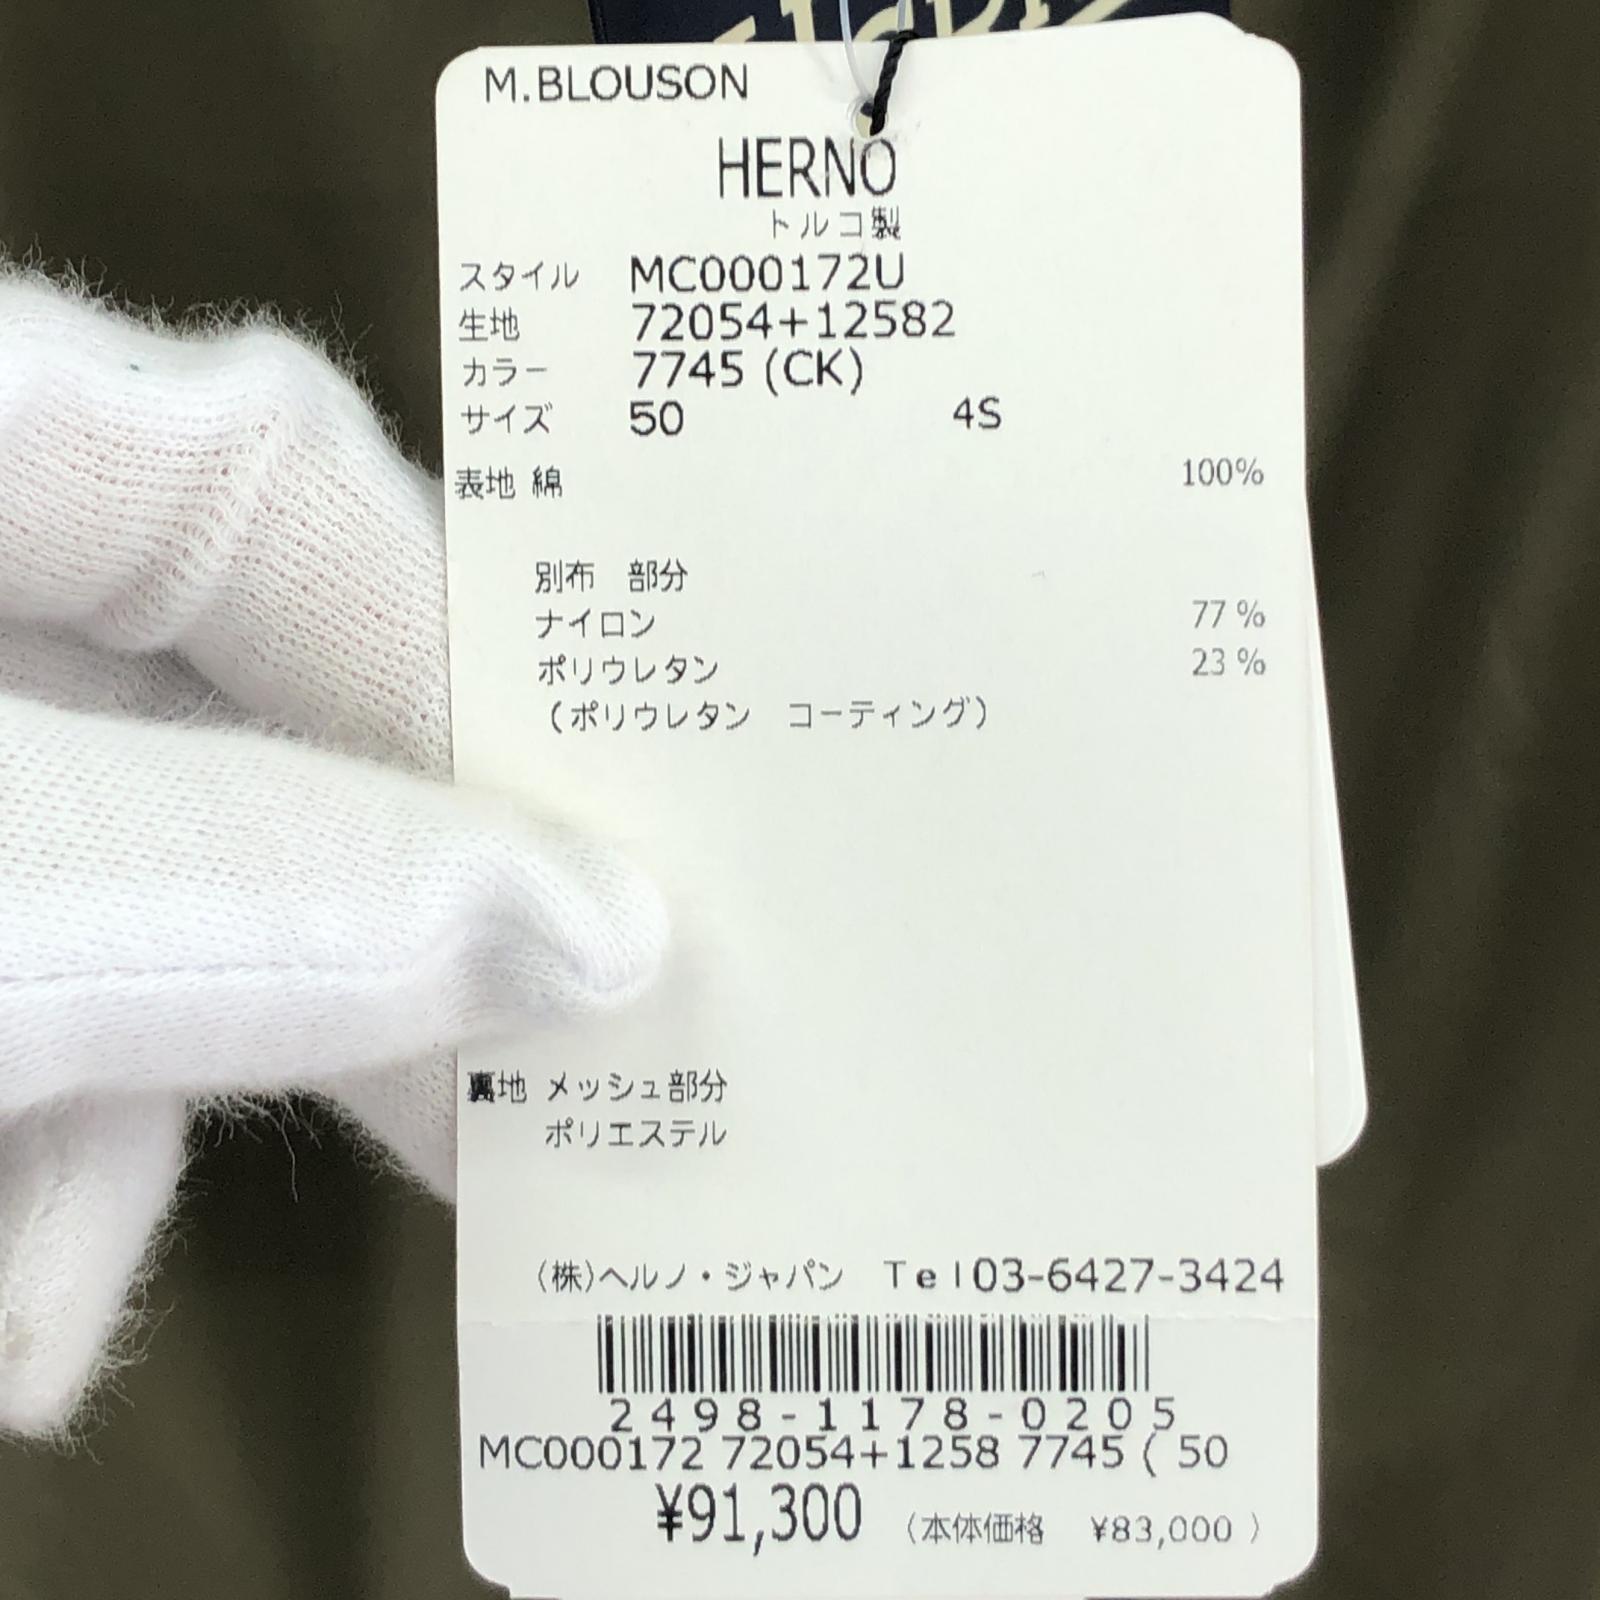 M.BLOUSON
HERNO
トルコ製
スタイル MC000172U
生地 72054+12582
カラー 7745 (CK)
サイズ 50 4S
表地 綿 100%
別布 部分
ナイロン 77 %
ポリウレタン 23 %
(ポリウレタン コーティング)
裏地 メッシュ部分
ポリエステル
(株)ヘルノ・ジャパン Tel03-6427-3424
2498-1178-0205
MC000172 72054+1258 7745 ( 50
¥91,300 (本体価格 ¥83,000 )